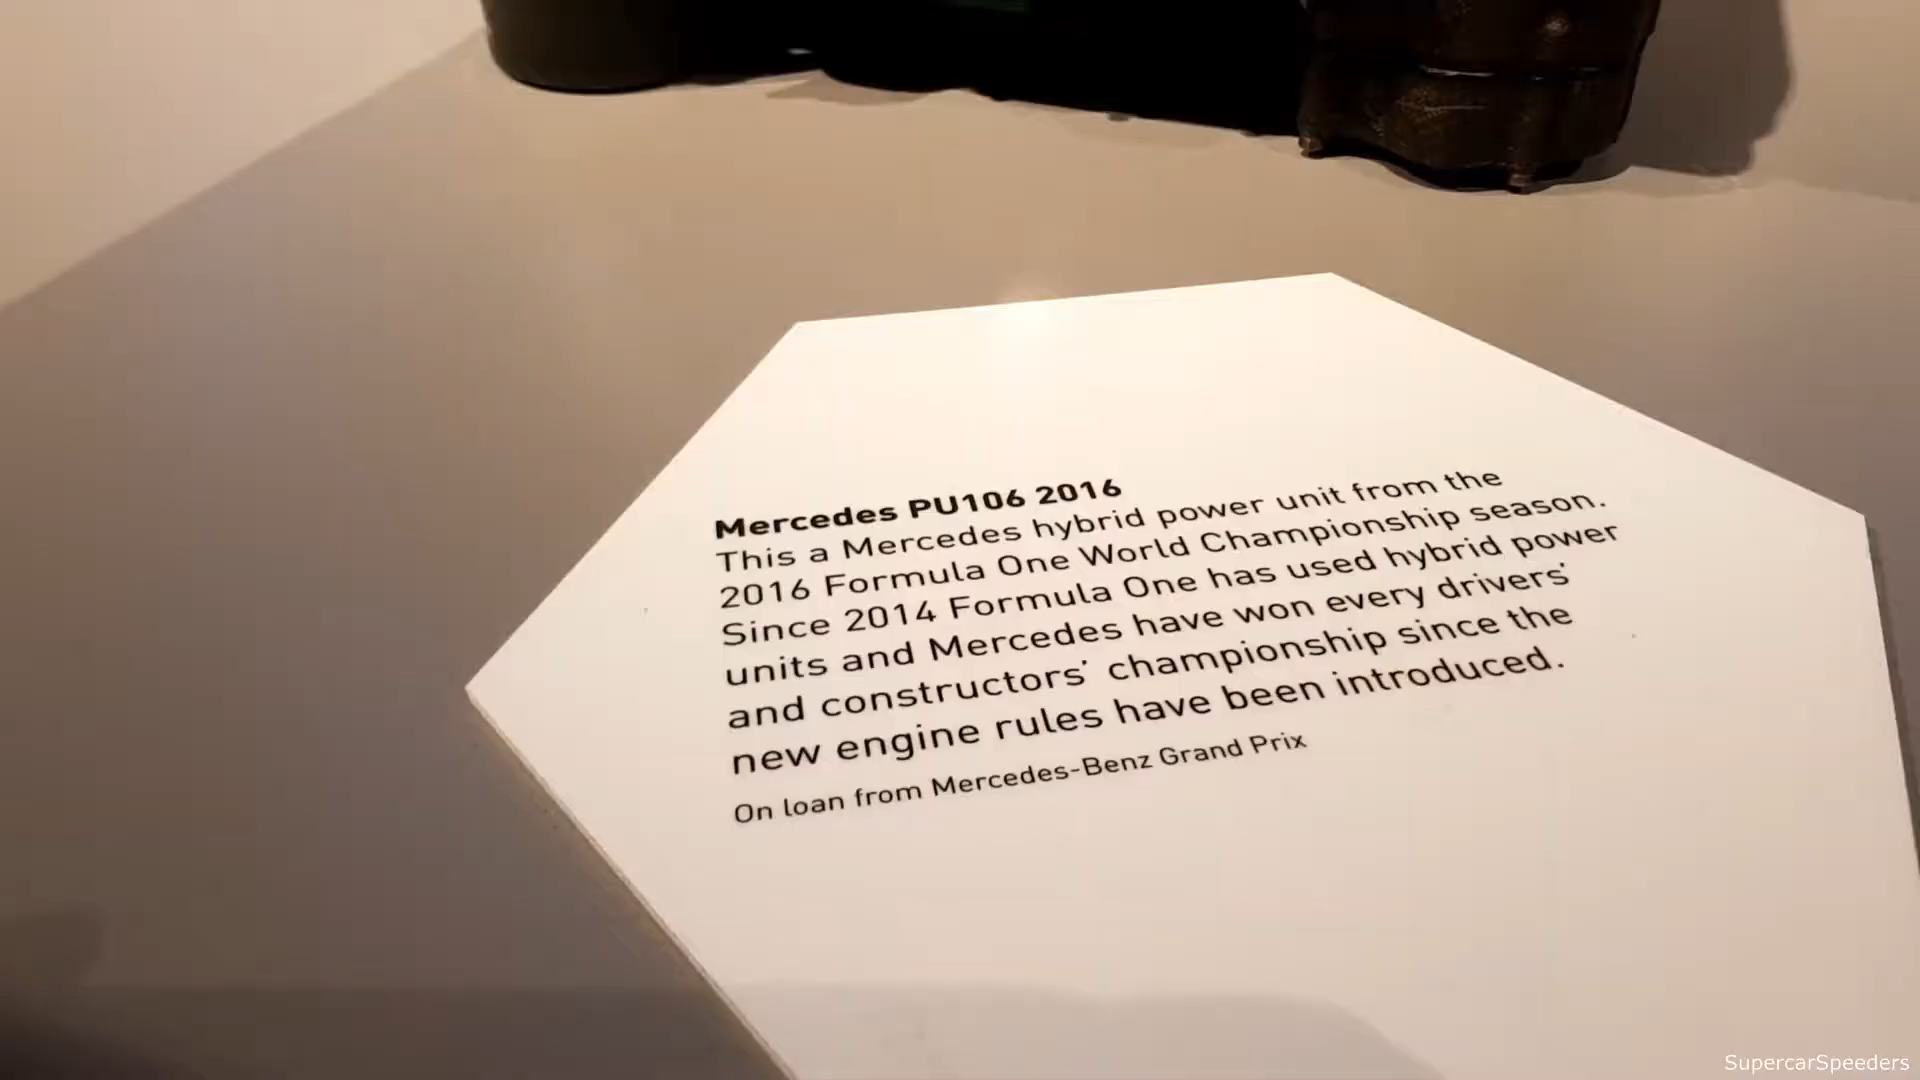 Mercedes PU106 2016
This a Mercedes hybrid power unit from the
2016 Formula One World Championship season.
Since 2014 Formula One has used hybrid power
units and Mercedes have won every drivers'
and constructors' championship since the
new engine rules have been introduced.
On loan from Mercedes-Benz Grand Prix
SupercarSpeeders